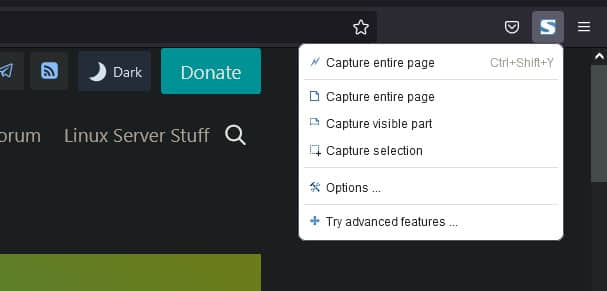 Dark
Donate
orum
Linux Server Stuff
S
Capture entire page Ctrl+Shift+Y
Capture entire page
Capture visible part
Capture selection
Options ...
Try advanced features ...